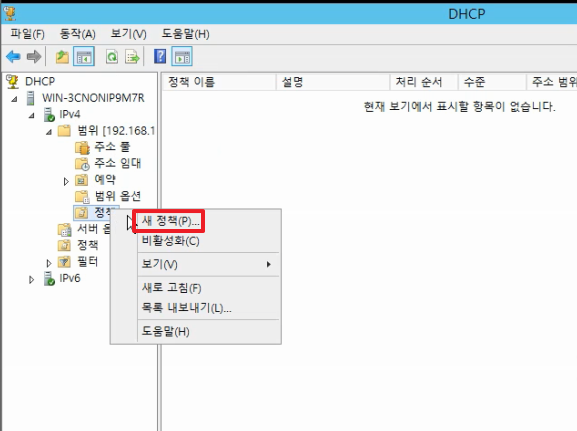 DHCP
파일(F) 동작(A) 보기(V) 도움말(H)
정책 이름 설명 처리 순서 수준 주소 범위
현재 보기에서 표시할 항목이 없습니다.
DHCP
WIN-3CNONIP9M7R
IPv4
범위 [192.168.1
주소 풀
주소 임대
예약
범위 옵션
정책
서버 옵
정책
필터
IPv6
새 정책(P)...
비활성화(C)
보기(V)
새로 고침(F)
목록 내보내기(L)...
도움말(H)